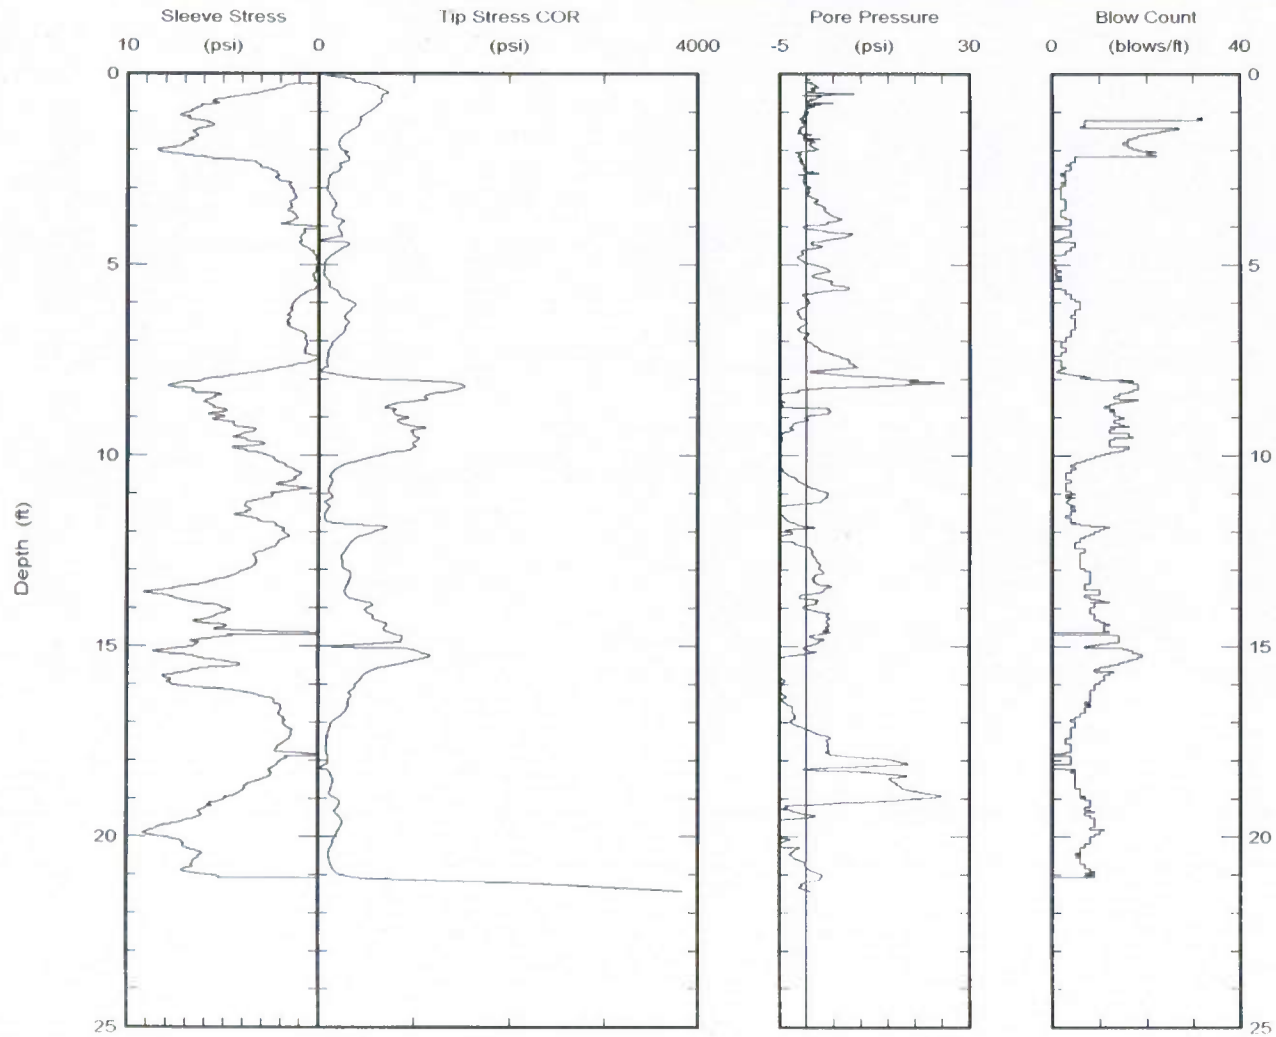 Sleeve Stress Tip Stress COR Pore Pressure Blow Count
10 (psi) 0 (psi) 4000 -5 (psi) 30 0 (blows/ft) 40
0 0
5 5
10 10
Depth (ft)
15 15
20 20
25 25